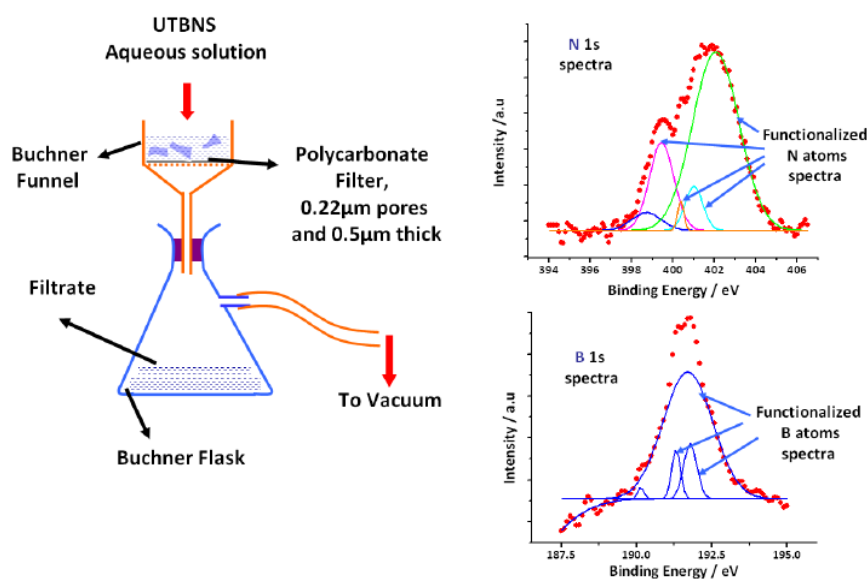 UTBNS
Aqueous solution
Buchner
Funnel
Polycarbonate
Filter,
0.22µm pores
and 0.5µm thick
Filtrate
To Vacuum
Buchner Flask
N 1s
spectra
Functionalized
N atoms
spectra
Intensity /a.u
394 396 398 400 402 404 406
Binding Energy / eV
B 1s
spectra
Functionalized
B atoms
spectra
Intensity / a.u
187.5 190.0 192.5 195.0
Binding Energy / eV